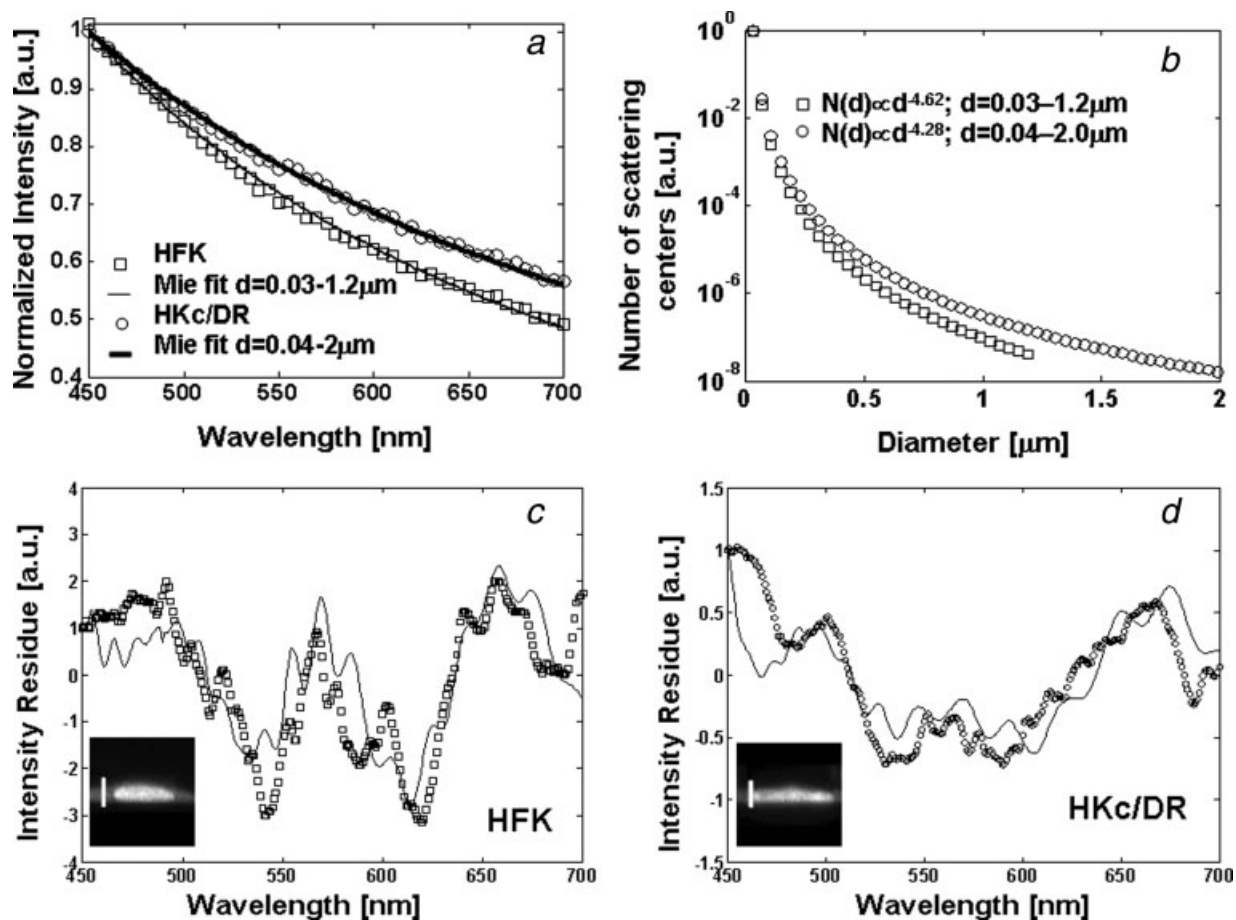 a
Normalized Intensity [a.u.]
1
0.9
0.8
0.7
0.6
0.5
0.4
HFK
Mie fit d=0.03-1.2μm
HKc/DR
Mie fit d=0.04-2μm
450 500 550 600 650 700
Wavelength [nm]
b
Number of scattering
centers [a.u.]
10^0
10^-2
10^-4
10^-6
10^-8
N(d)∝d^-4.62; d=0.03–1.2μm
N(d)∝d^-4.28; d=0.04–2.0μm
0 0.5 1 1.5 2
Diameter [μm]
c
Intensity Residue [a.u.]
4
3
2
1
0
-1
-2
-3
-4
HFK
450 500 550 600 650 700
Wavelength [nm]
d
Intensity Residue [a.u.]
1.5
1
0.5
0
-0.5
-1
-1.5
HKc/DR
450 500 550 600 650 700
Wavelength [nm]